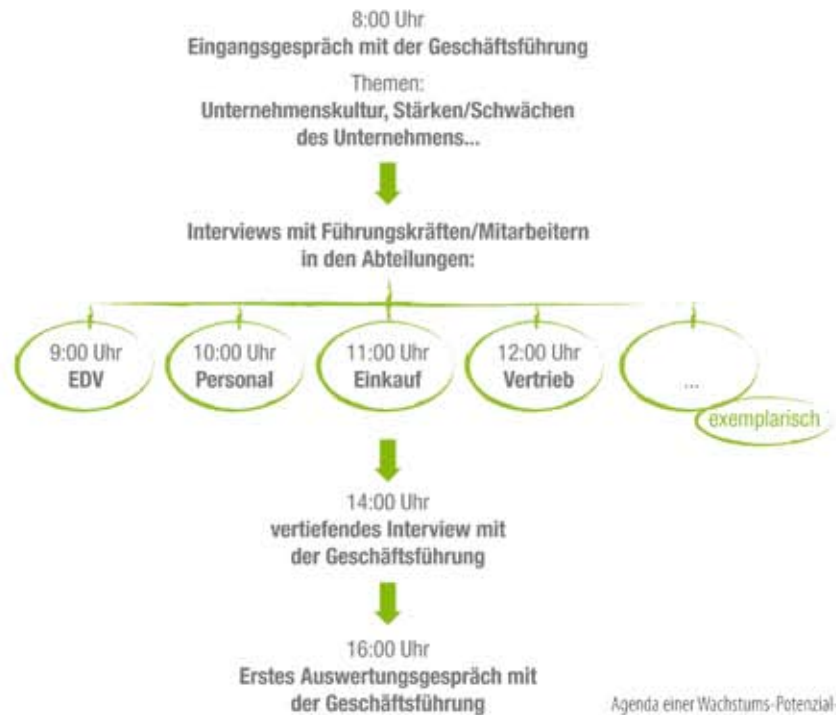 8:00 Uhr
Eingangsgespräch mit der Geschäftsführung
Themen:
Unternehmenskultur, Stärken/Schwächen
des Unternehmens...
Interviews mit Führungskräften/Mitarbeitern
in den Abteilungen:
9:00 Uhr
EDV
10:00 Uhr
Personal
11:00 Uhr
Einkauf
12:00 Uhr
Vertrieb
...
exemplarisch
14:00 Uhr
vertiefendes Interview mit
der Geschäftsführung
16:00 Uhr
Erstes Auswertungsgespräch mit
der Geschäftsführung
Agenda einer Wachstums-Potenzial